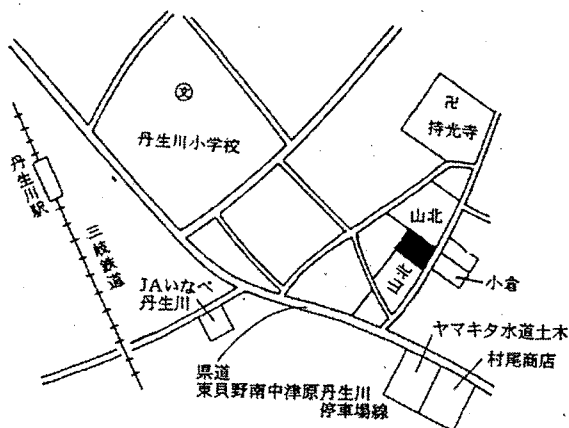 文
丹生川小学校
卍
持光寺
丹生川駅
三岐鉄道
山北
山北
小倉
JAいなべ
丹生川
ヤマキタ水道土木
村尾商店
県道
東貝野南中津原丹生川
停車場線